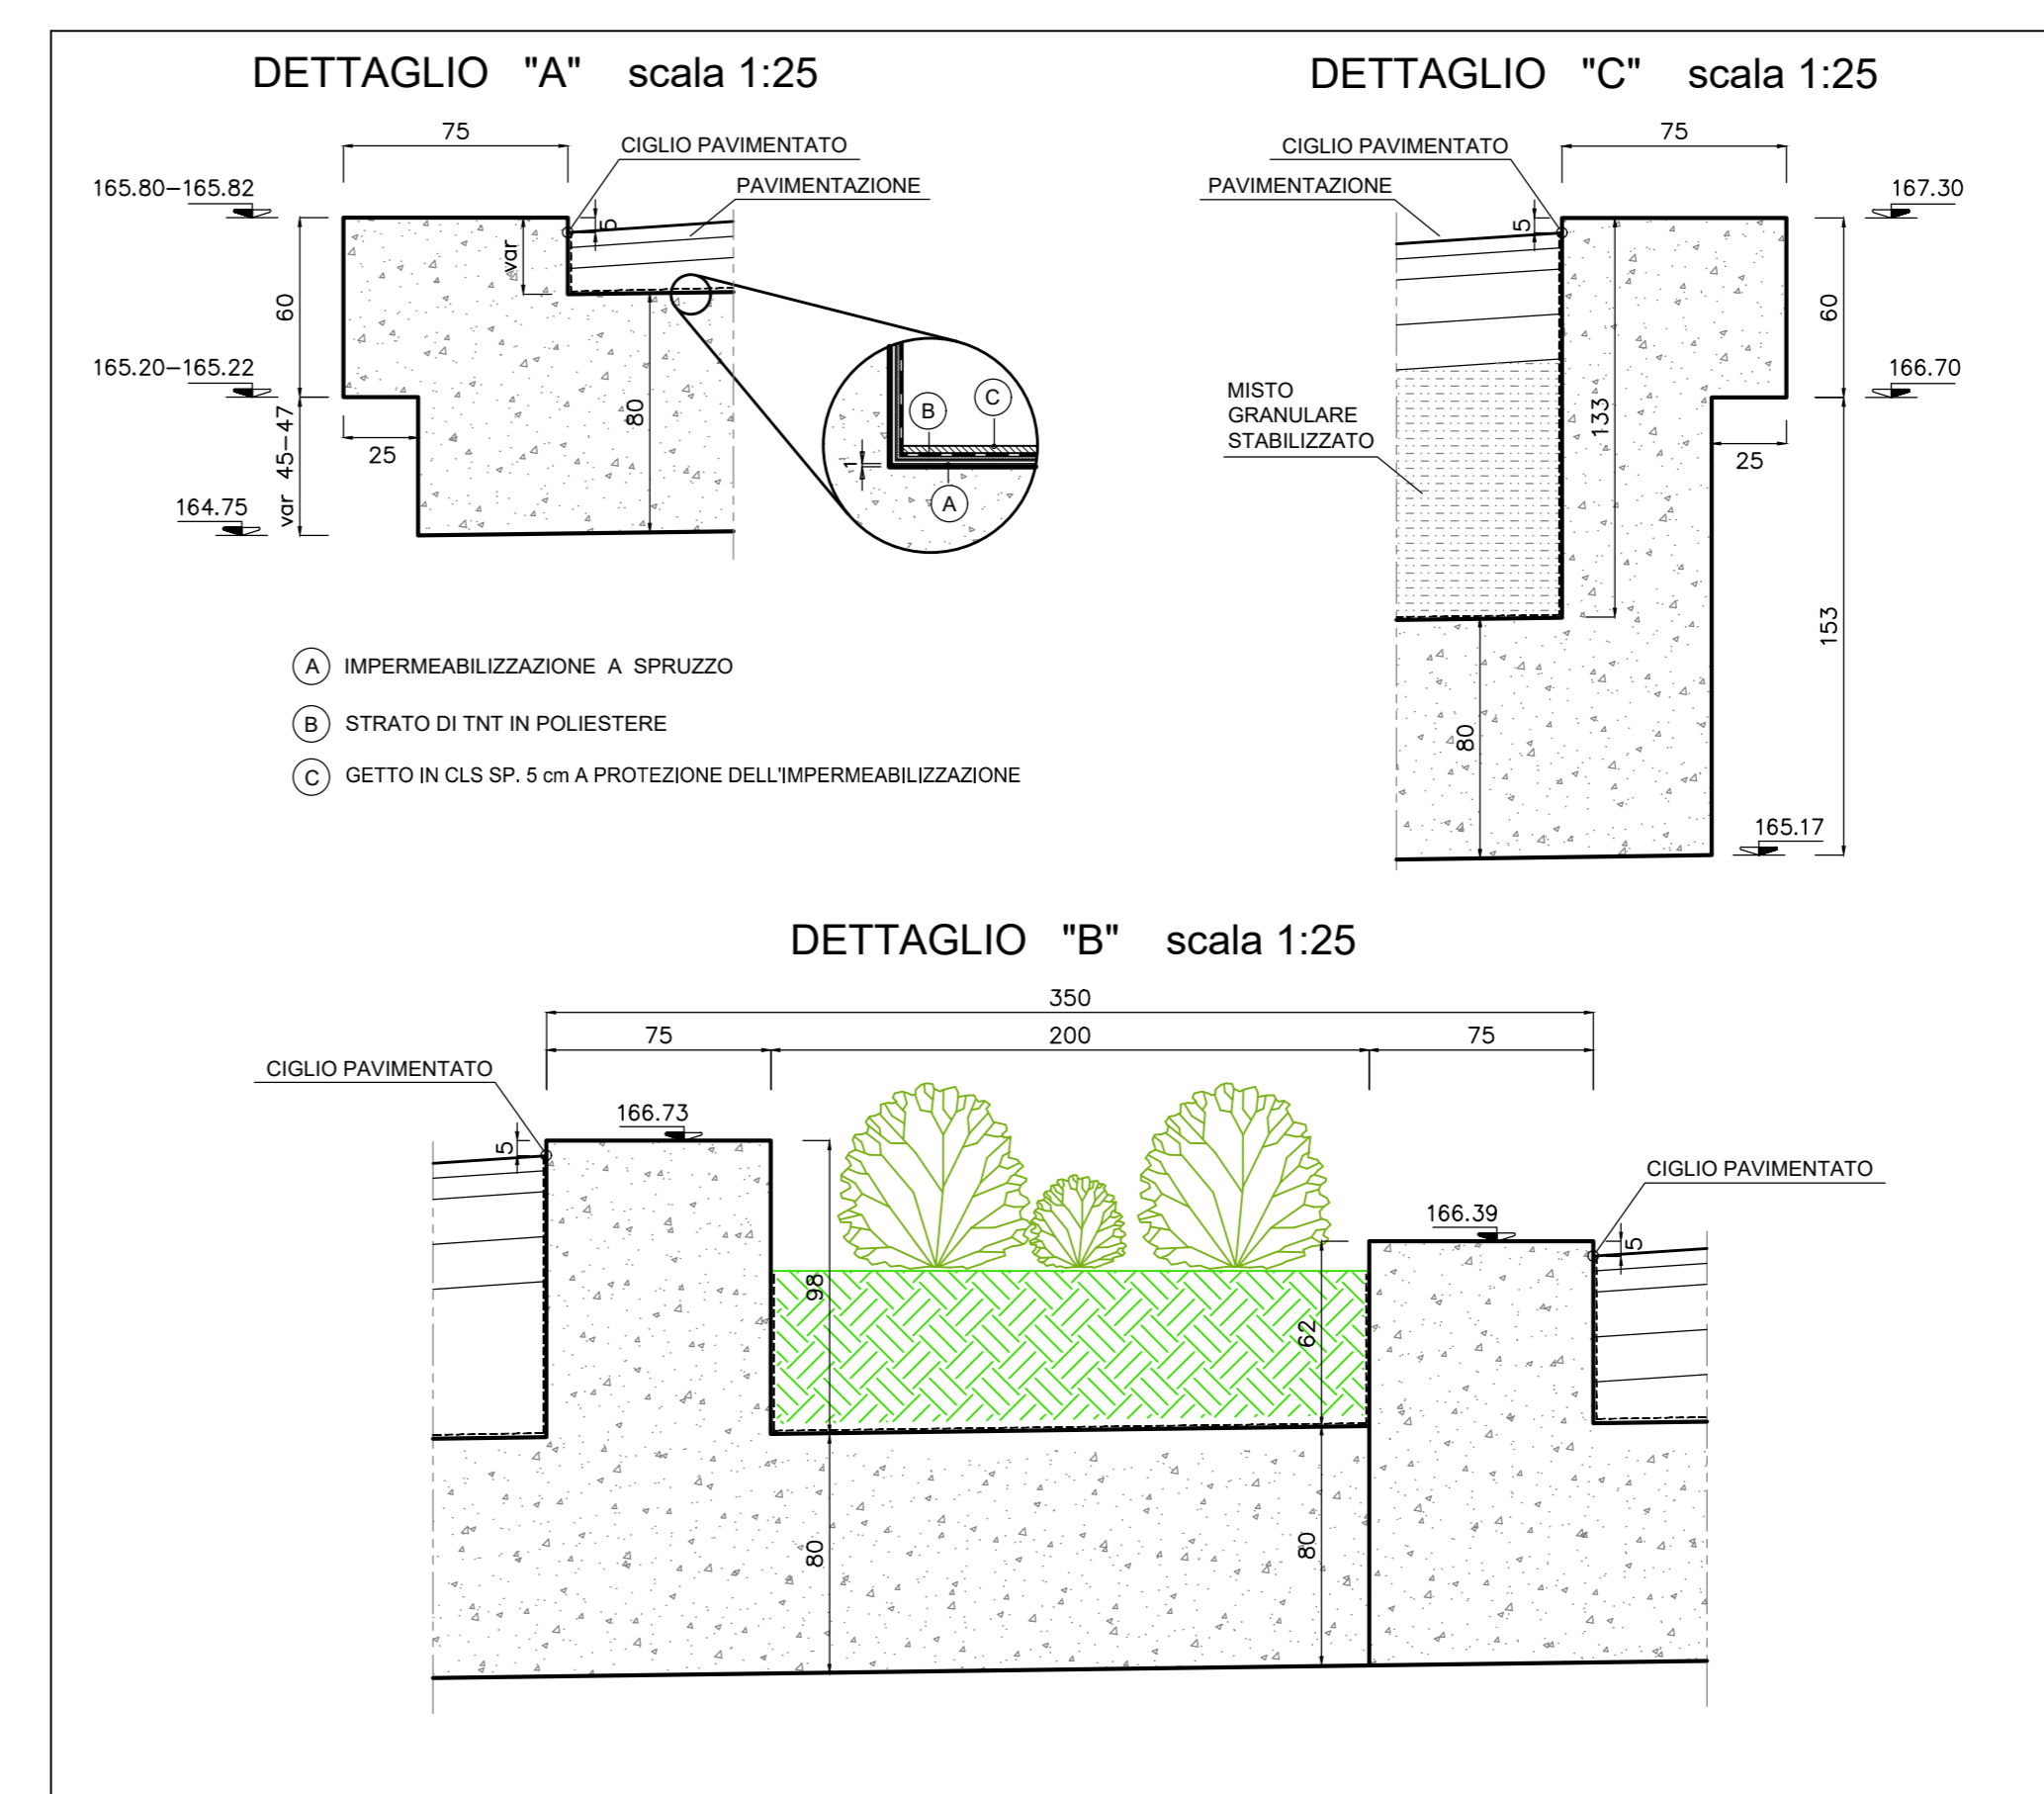 DETTAGLIO "A" scala 1:25
75
CIGLIO PAVIMENTATO
PAVIMENTAZIONE
165.80–165.82
5
var
60
165.20–165.22
80
25
var 45–47
164.75
B
C
1
A
A IMPERMEABILIZZAZIONE A SPRUZZO
B STRATO DI TNT IN POLIESTERE
C GETTO IN CLS SP. 5 cm A PROTEZIONE DELL'IMPERMEABILIZZAZIONE
DETTAGLIO "C" scala 1:25
75
CIGLIO PAVIMENTATO
PAVIMENTAZIONE
167.30
5
60
166.70
MISTO
GRANULARE
STABILIZZATO
133
25
153
80
165.17
DETTAGLIO "B" scala 1:25
350
75
200
75
CIGLIO PAVIMENTATO
166.73
5
CIGLIO PAVIMENTATO
166.39
5
98
62
80
80